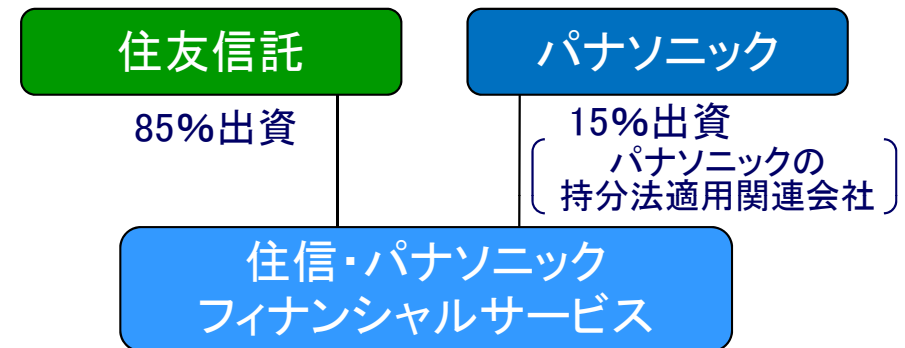 住友信託
パナソニック
85%出資
15%出資
パナソニックの
持分法適用関連会社
住信・パナソニック
フィナンシャルサービス